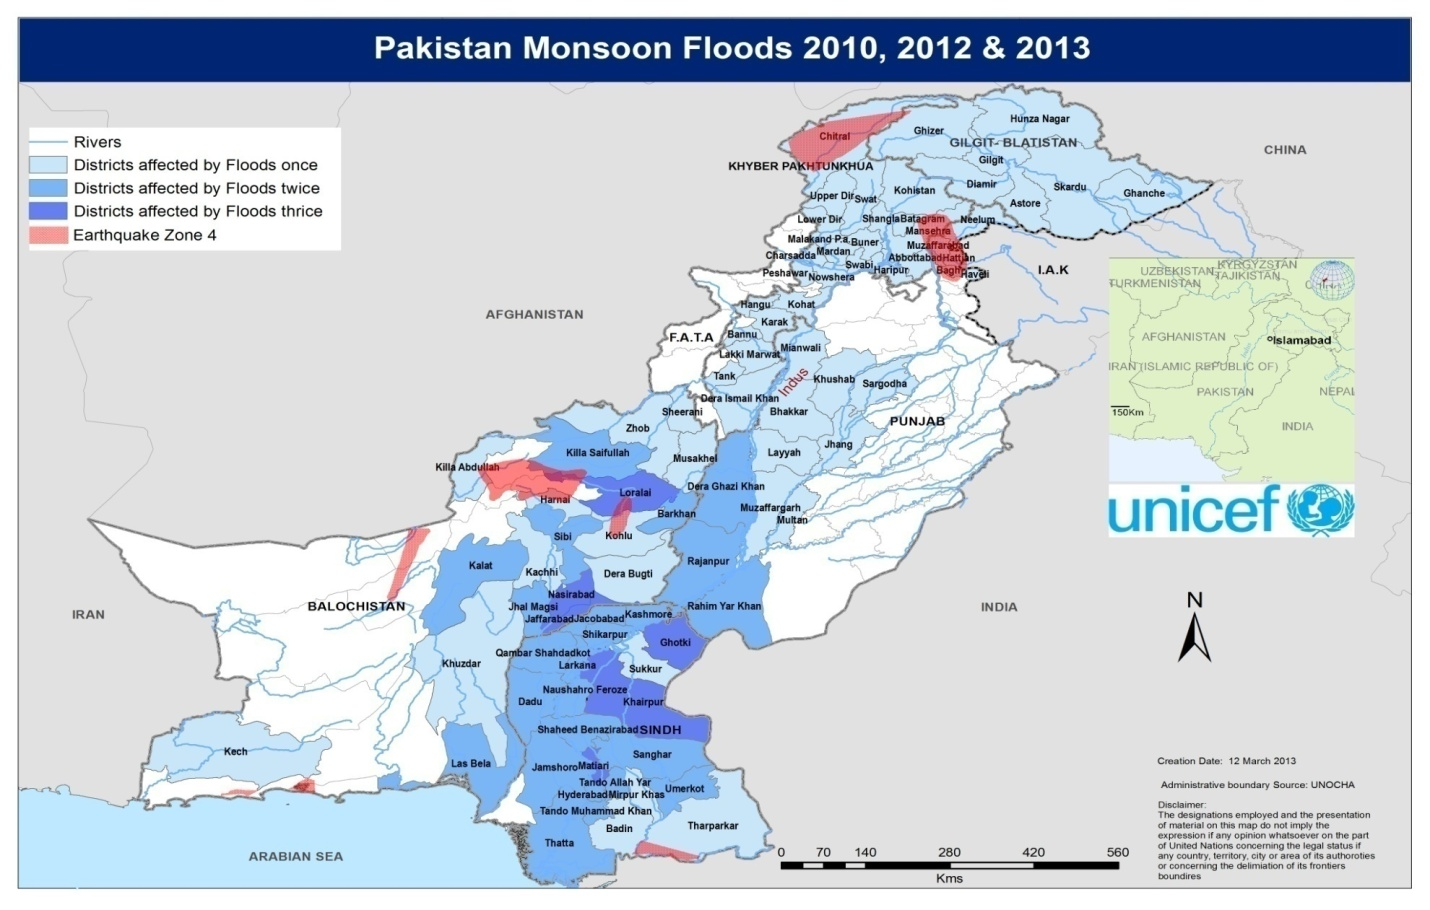 Pakistan Monsoon Floods 2010, 2012 & 2013
Rivers
Districts affected by Floods once
Districts affected by Floods twice
Districts affected by Floods thrice
Earthquake Zone 4
Hunza Nagar
Chitral
Ghizer
GILGIT- BLATISTAN
CHINA
Gilgit
KHYBER PAKHTUNKHUA
Diamir
Skardu
Ghanche
Kohistan
Upper Dir
Swat
Astore
Lower Dir
Shangla
Batagram
Neelum
Mansehra
Malakand P.a
Buner
Muzaffarabad
Mardan
Charsadda
Abbottabad
Hattian
Swabi
Haripur
Bagh
Haveli
I.A.K
Peshawar
Nowshera
Hangu
Kohat
AFGHANISTAN
Karak
Bannu
F.A.T.A
Mianwali
Lakki Marwat
Tank
Indus
Khushab
Sargodha
Dera Ismail Khan
Sheerani
Bhakkar
PUNJAB
Zhob
Jhang
Killa Saifullah
Layyah
Musakhel
Killa Abdullah
Dera Ghazi Khan
Loralai
Harnai
Muzaffargarh
Barkhan
Multan
Sibi
Kohlu
Rajanpur
Kalat
Kachhi
Dera Bugti
Nasirabad
BALOCHISTAN
Jhal Magsi
Rahim Yar Khan
IRAN
INDIA
Jaffarabad
Jacobabad
Kashmore
Shikarpur
Ghotki
Qambar Shahdadkot
Larkana
Khuzdar
Sukkur
Naushahro Feroze
Dadu
Khairpur
Shaheed Benazirabad
SINDH
Kech
Sanghar
Las Bela
Jamshoro
Matiari
Tando Allah Yar
Umerkot
Hyderabad
Mirpur Khas
Tando Muhammad Khan
Badin
Tharparkar
Thatta
ARABIAN SEA
KYRGYZSTAN
UZBEKISTAN
TAJIKISTAN
TURKMENISTAN
AFGHANISTAN
Islamabad
IRAN (ISLAMIC REPUBLIC OF)
PAKISTAN
NEPAL
150Km
INDIA
unicef
N
Creation Date: 12 March 2013
Administrative boundary Source: UNOCHA
Disclaimer:
The designations employed and the presentation
of material on this map do not imply the
expression if any opinion whatsoever on the part
of United Nations concerning the legal status if
any country, territory, city or area of its authoroties
or concerning the delimiation of its frontiers
boundires
0 70 140 280 420 560
Kms